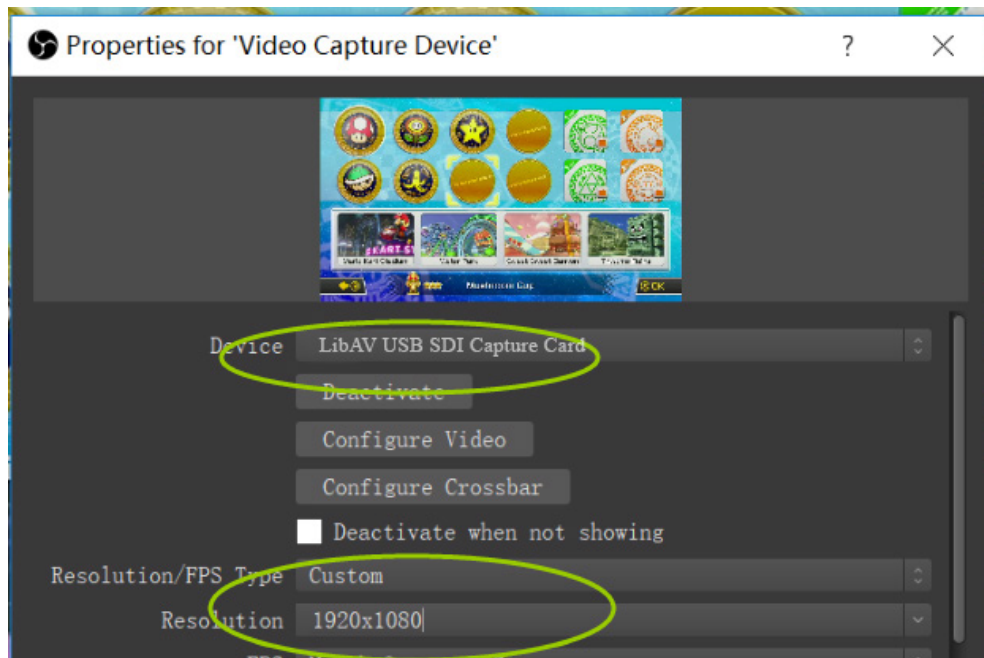 Properties for 'Video Capture Device'
?
OK
Device
LibAV USB SDI Capture Card
Deactivate
Configure Video
Configure Crossbar
Deactivate when not showing
Resolution/FPS Type
Custom
Resolution
1920x1080